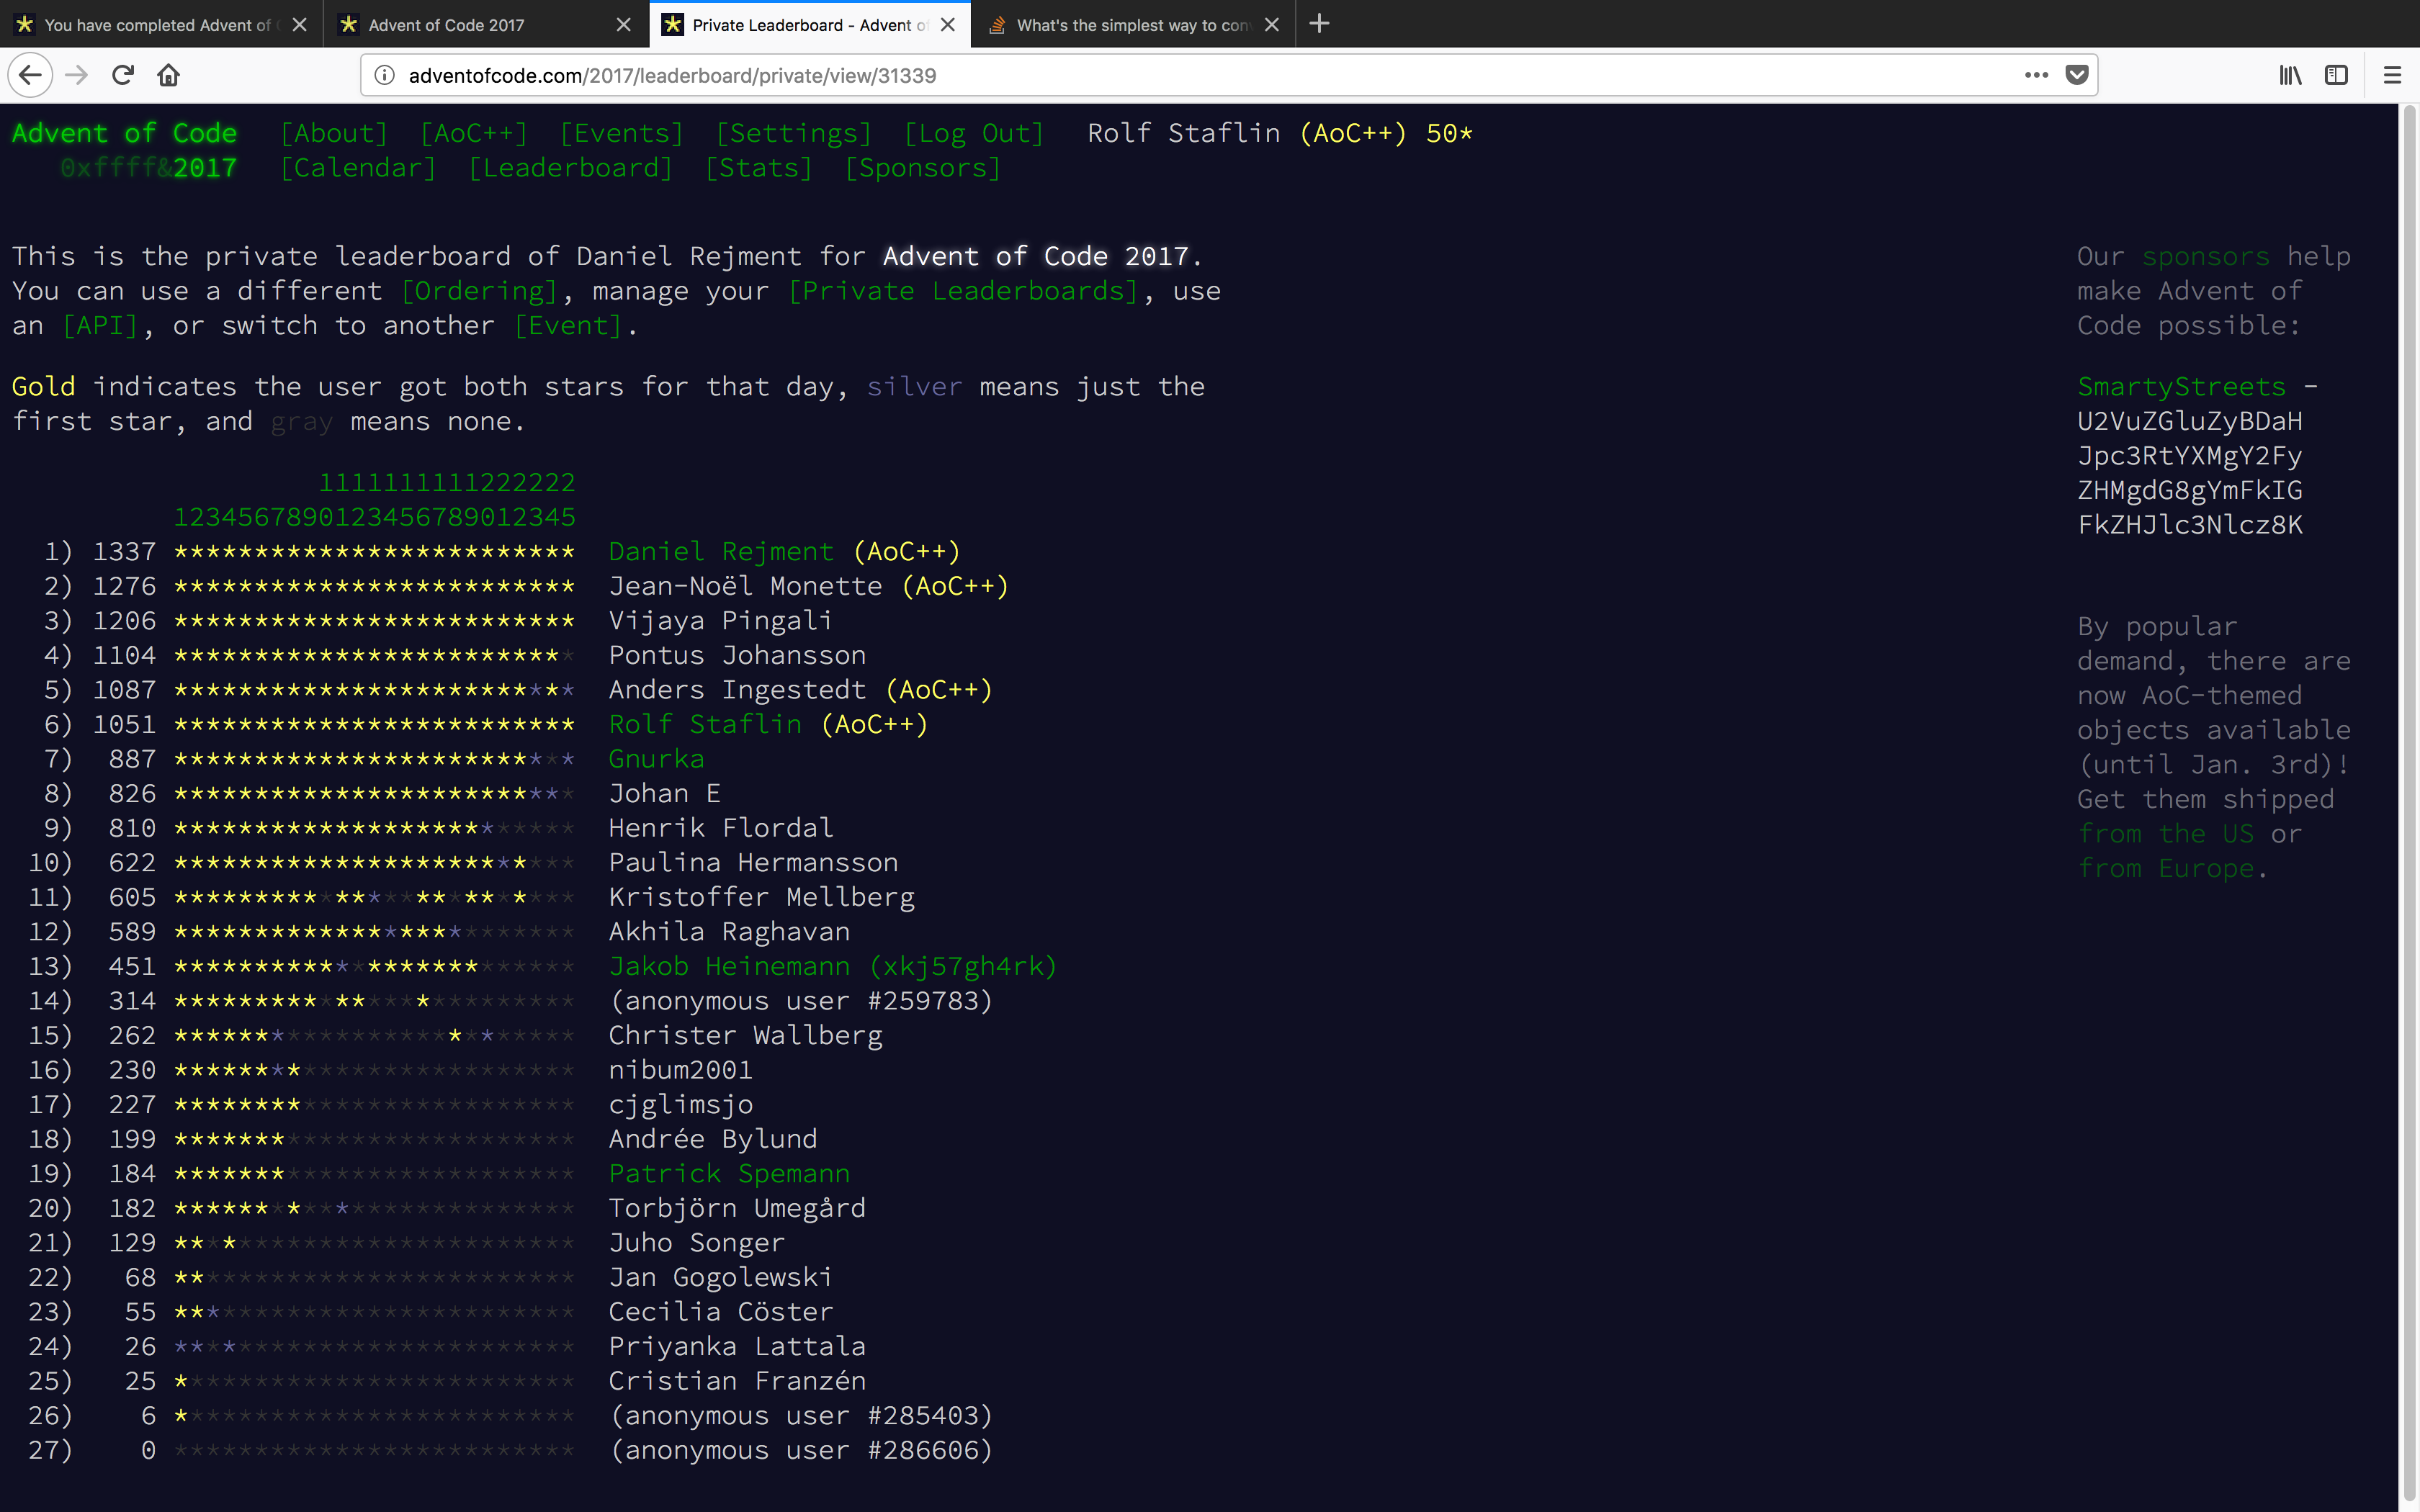 You have completed Advent of
Advent of Code 2017
Private Leaderboard - Advent of
What's the simplest way to con
adventofcode.com/2017/leaderboard/private/view/31339
Advent of Code [About] [AoC++] [Events] [Settings] [Log Out] Rolf Staflin (AoC++) 50*
0xffff&2017 [Calendar] [Leaderboard] [Stats] [Sponsors]
This is the private leaderboard of Daniel Rejment for Advent of Code 2017.
You can use a different [Ordering], manage your [Private Leaderboards], use
an [API], or switch to another [Event].
Gold indicates the user got both stars for that day, silver means just the
first star, and gray means none.
1111111111222222
1234567890123456789012345
1) 1337 ************************* Daniel Rejment (AoC++)
2) 1276 ************************* Jean-Noël Monette (AoC++)
3) 1206 ************************* Vijaya Pingali
4) 1104 ************************* Pontus Johansson
5) 1087 ************************* Anders Ingestedt (AoC++)
6) 1051 ************************* Rolf Staflin (AoC++)
7) 887 ************************* Gnurka
8) 826 ************************* Johan E
9) 810 ************************* Henrik Flordal
10) 622 ************************* Paulina Hermansson
11) 605 ************************* Kristoffer Mellberg
12) 589 ************************* Akhila Raghavan
13) 451 ************************* Jakob Heinemann (xkj57gh4rk)
14) 314 ************************* (anonymous user #259783)
15) 262 ************************* Christer Wallberg
16) 230 ************************* nibum2001
17) 227 ************************* cjglimsjo
18) 199 ************************* Andrée Bylund
19) 184 ************************* Patrick Spemann
20) 182 ************************* Torbjörn Umegård
21) 129 ************************* Juho Songer
22) 68 ************************* Jan Gogolewski
23) 55 ************************* Cecilia Cöster
24) 26 ************************* Priyanka Lattala
25) 25 ************************* Cristian Franzén
26) 6 ************************* (anonymous user #285403)
27) 0 ************************* (anonymous user #286606)
Our sponsors help
make Advent of
Code possible:
SmartyStreets -
U2VuZGluZyBDaH
Jpc3RtYXMgY2Fy
ZHMgdG8gYmFkIG
FkZHJlc3Nlcz8K
By popular
demand, there are
now AoC-themed
objects available
(until Jan. 3rd)!
Get them shipped
from the US or
from Europe.